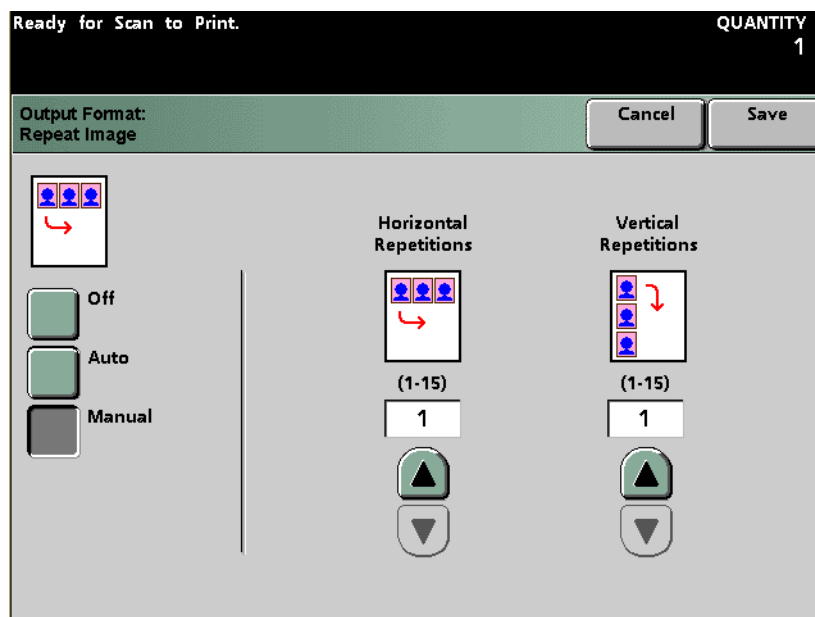 Ready for Scan to Print.
QUANTITY
1
Output Format:
Repeat Image
Cancel
Save
Off
Auto
Manual
Horizontal
Repetitions
(1-15)
1
Vertical
Repetitions
(1-15)
1